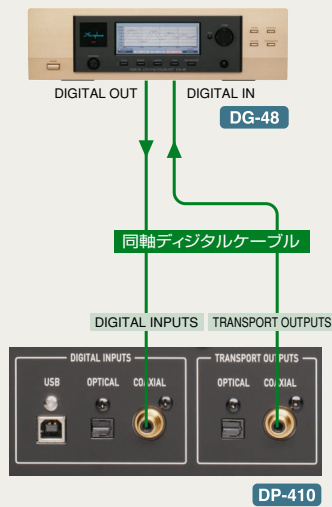 Accuphase
DIGITAL OUT
DIGITAL IN
DG-48
同軸ディジタルケーブル
DIGITAL INPUTS
TRANSPORT OUTPUTS
DIGITAL INPUTS
TRANSPORT OUTPUTS
USB
OPTICAL
COAXIAL
OPTICAL
COAXIAL
DP-410